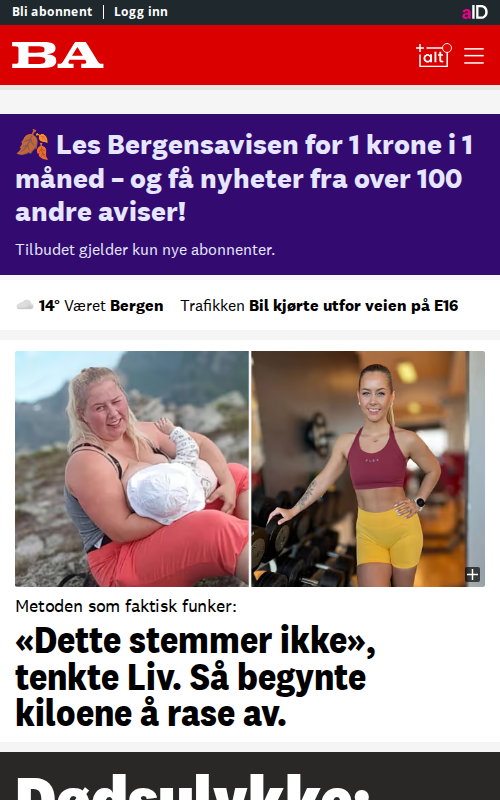 Bli abonnent
Logg inn
aID
BA
alt
🍂 Les Bergensavisen for 1 krone i 1
måned – og få nyheter fra over 100
andre aviser!
Tilbudet gjelder kun nye abonnenter.
14° Været Bergen
Trafikken Bil kjørte utfor veien på E16
Metoden som faktisk funker:
«Dette stemmer ikke»,
tenkte Liv. Så begynte
kiloene å rase av.
Dødsulykke: